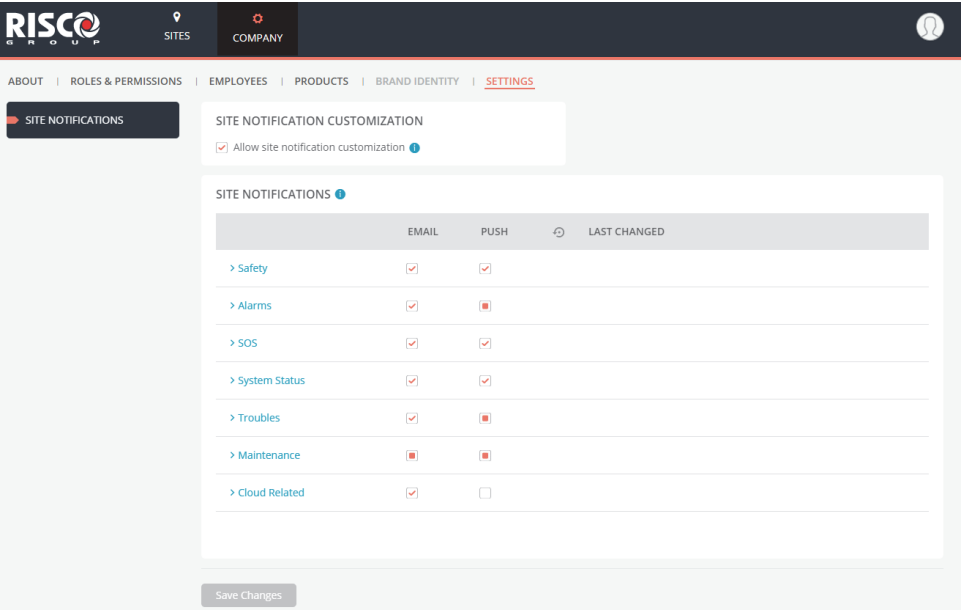 RISCO
GROUP
SITES
COMPANY
ABOUT | ROLES & PERMISSIONS | EMPLOYEES | PRODUCTS | BRAND IDENTITY | SETTINGS
SITE NOTIFICATIONS
SITE NOTIFICATION CUSTOMIZATION
Allow site notification customization i
SITE NOTIFICATIONS i
EMAIL PUSH LAST CHANGED
> Safety
> Alarms
> SOS
> System Status
> Troubles
> Maintenance
> Cloud Related
Save Changes